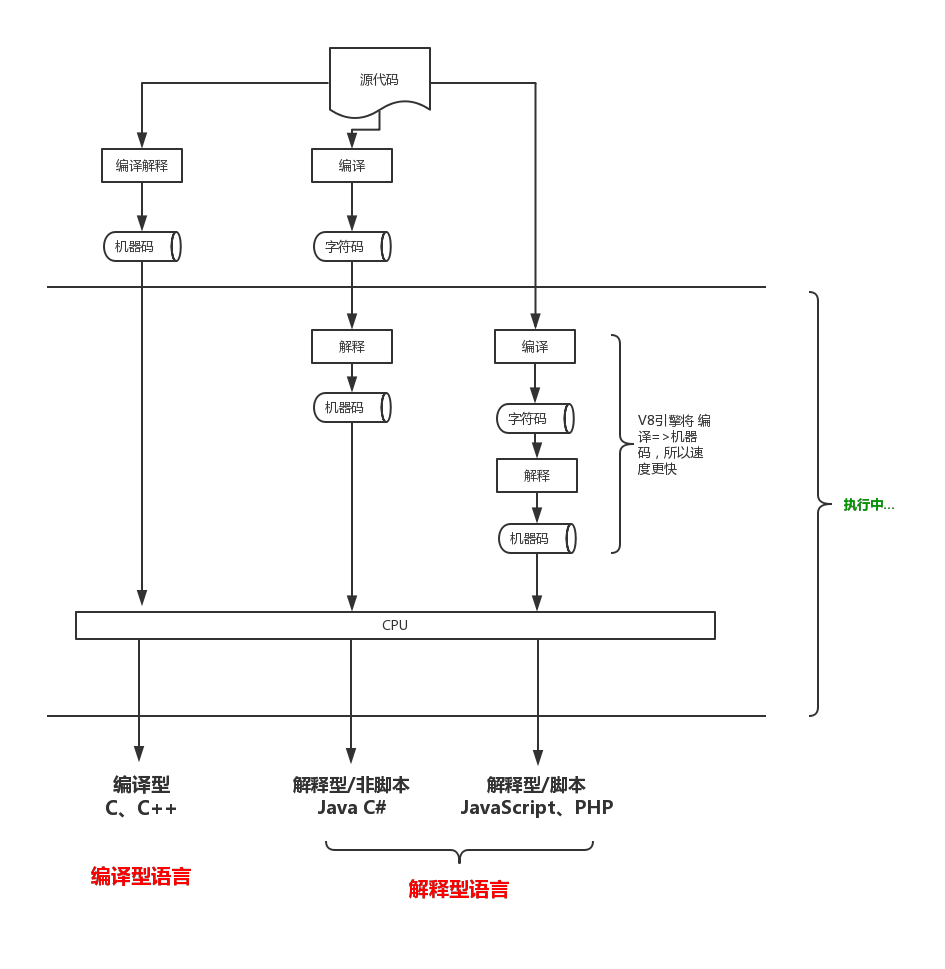 源代码
编译解释
编译
机器码
字符码
解释
编译
机器码
字符码
V8引擎将 编
译=>机器
码，所以速
度更快
解释
执行中...
机器码
CPU
编译型
C、C++
解释型/非脚本
Java C#
解释型/脚本
JavaScript、PHP
编译型语言
解释型语言